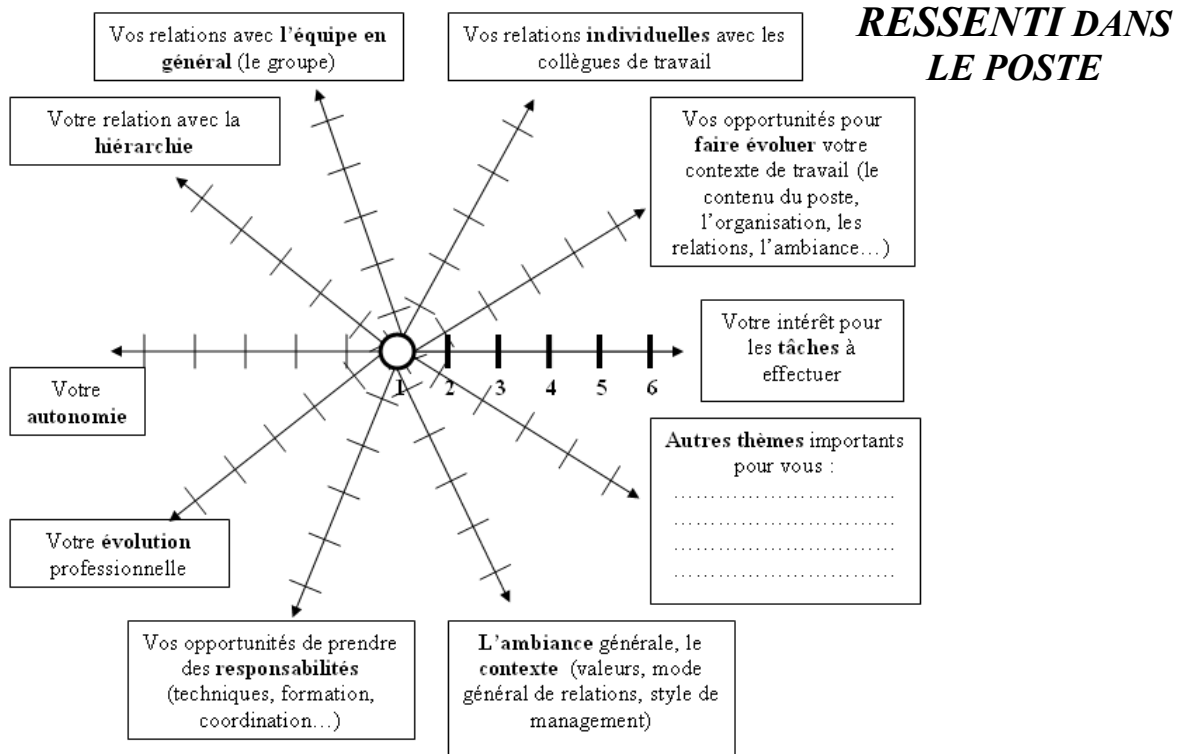 RESSENTI DANS
LE POSTE
Vos relations avec l’équipe en
général (le groupe)
Vos relations individuelles avec les
collègues de travail
Votre relation avec la
hiérarchie
Vos opportunités pour
faire évoluer votre
contexte de travail (le
contenu du poste,
l’organisation, les
relations, l’ambiance…)
Votre intérêt pour
les tâches à
effectuer
1 2 3 4 5 6
Votre
autonomie
Autres thèmes importants
pour vous :
…………………………
…………………………
…………………………
…………………………
Votre évolution
professionnelle
Vos opportunités de prendre
des responsabilités
(techniques, formation,
coordination…)
L’ambiance générale, le
contexte (valeurs, mode
général de relations, style de
management)